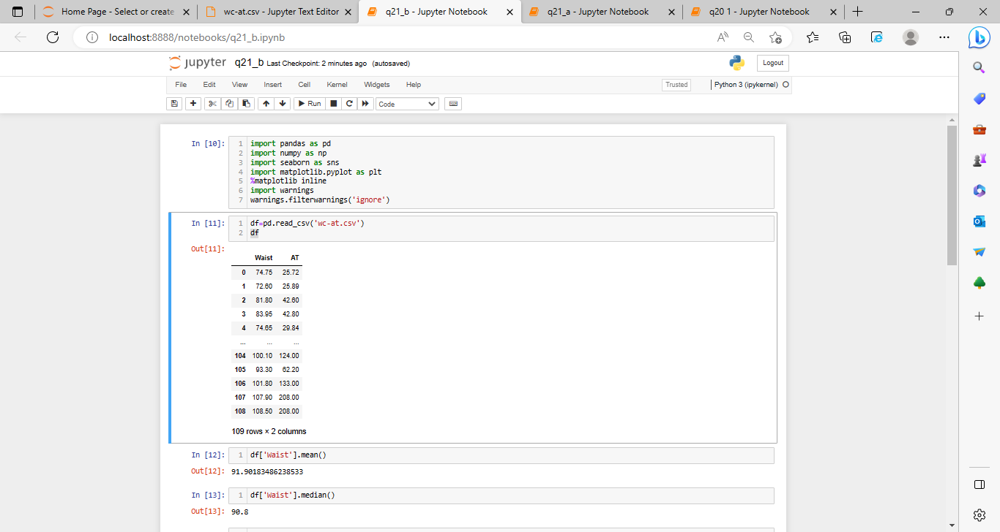 Home Page - Select or create
wc-at.csv - Jupyter Text Editor
q21_b - Jupyter Notebook
q21_a - Jupyter Notebook
q20 1 - Jupyter Notebook
localhost:8888/notebooks/q21_b.ipynb
jupyter q21_b Last Checkpoint: 2 minutes ago (autosaved)
Logout
File Edit View Insert Cell Kernel Widgets Help
Trusted
Python 3 (ipykernel)
Run
Code
In [10]:
1 import pandas as pd
2 import numpy as np
3 import seaborn as sns
4 import matplotlib.pyplot as plt
5 %matplotlib inline
6 import warnings
7 warnings.filterwarnings('ignore')
In [11]:
1 df=pd.read_csv('wc-at.csv')
2 df
Out[11]:
Waist AT
0 74.75 25.72
1 72.60 25.89
2 81.80 42.60
3 83.95 42.80
4 74.65 29.84
... ... ...
104 100.10 124.00
105 93.30 62.20
106 101.80 133.00
107 107.90 208.00
108 108.50 208.00
109 rows × 2 columns
In [12]:
1 df['Waist'].mean()
Out[12]: 91.90183486238533
In [13]:
1 df['Waist'].median()
Out[13]: 90.8